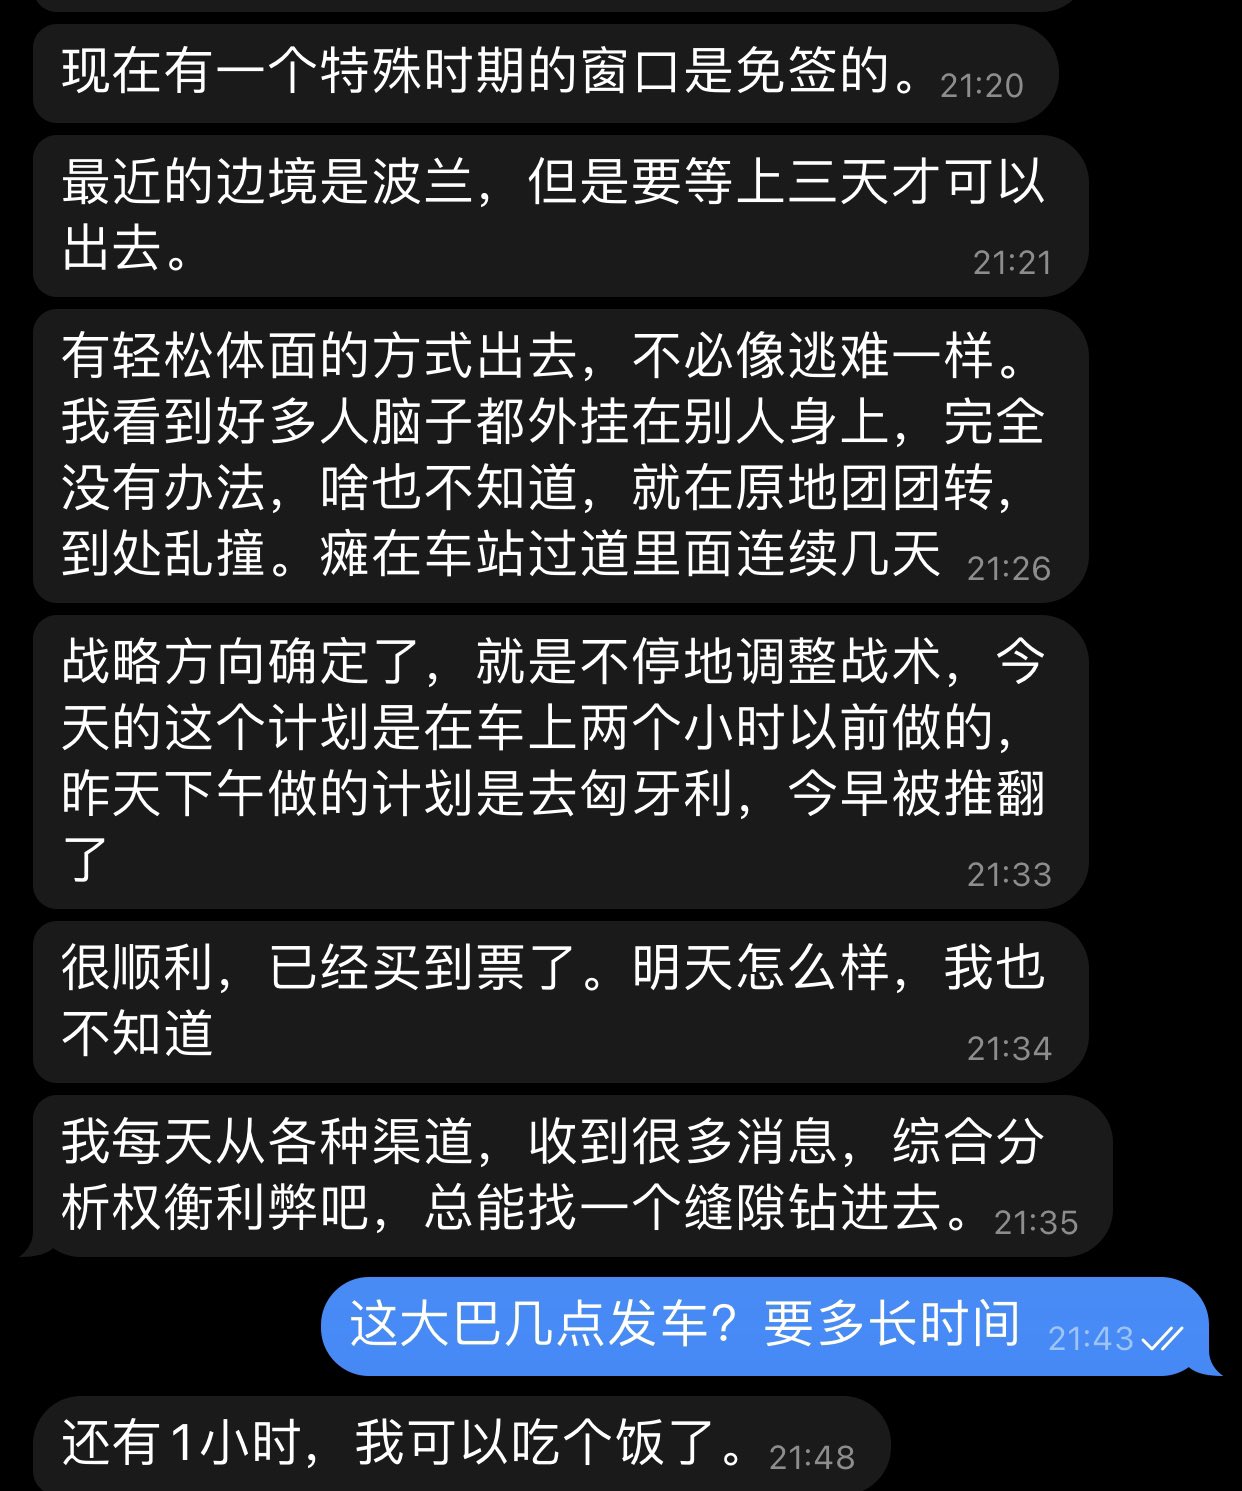 现在有一个特殊时期的窗口是免签的。21:20
最近的边境是波兰，但是要等上三天才可以
出去。 21:21
有轻松体面的方式出去，不必像逃难一样。
我看到好多人脑子都外挂在别人身上，完全
没有办法，啥也不知道，就在原地团团转，
到处乱撞。瘫在车站过道里面连续几天 21:26
战略方向确定了，就是不停地调整战术，今
天的这个计划是在车上两个小时以前做的，
昨天下午做的计划是去匈牙利，今早被推翻
了 21:33
很顺利，已经买到票了。明天怎么样，我也
不知道 21:34
我每天从各种渠道，收到很多消息，综合分
析权衡利弊吧，总能找一个缝隙钻进去。21:35
这大巴几点发车？要多长时间 21:43
还有1小时，我可以吃个饭了。21:48